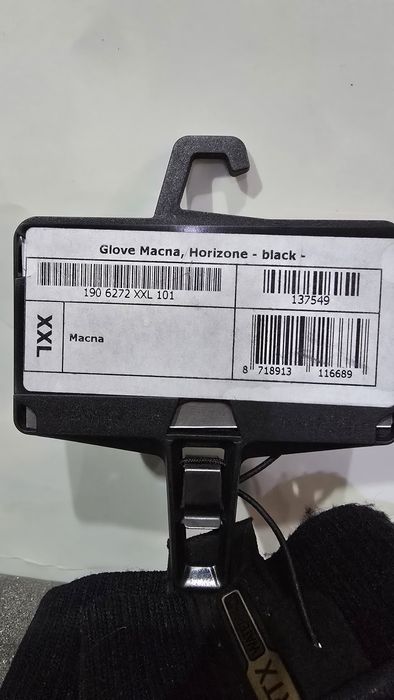 Glove Macna, Horizone - black -
190 6272 XXL 101
137549
XXL
Macna
8 718913 116689